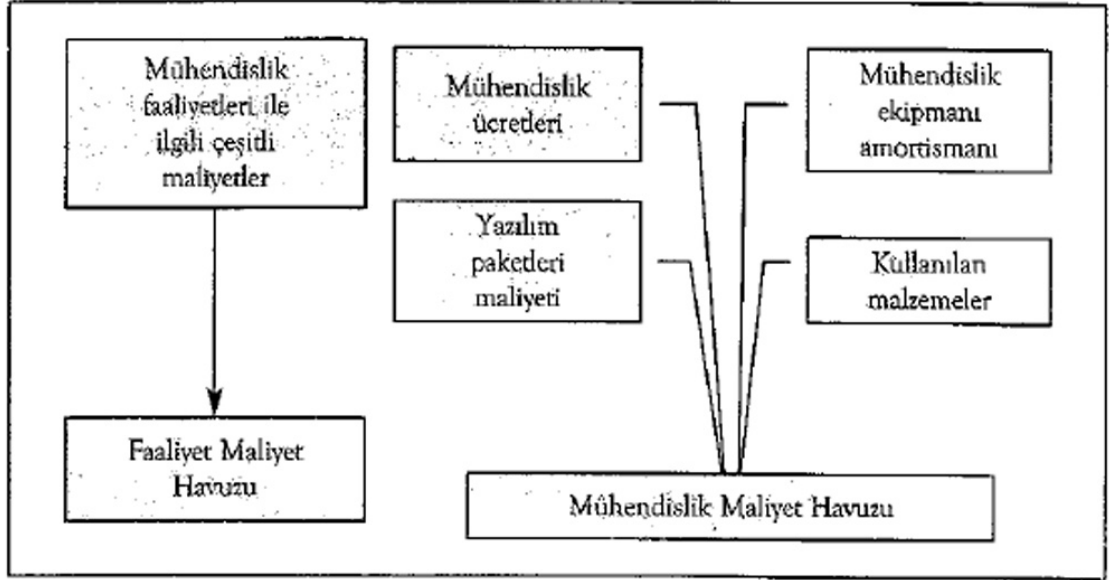 Mühendislik
faaliyetleri ile
ilgili çeşitli
maliyetler
Mühendislik
ücretleri
Mühendislik
ekipmanı
amortismanı
Yazılım
paketleri
maliyeti
Kullanılan
malzemeler
Faaliyet Maliyet
Havuzu
Mühendislik Maliyet Havuzu